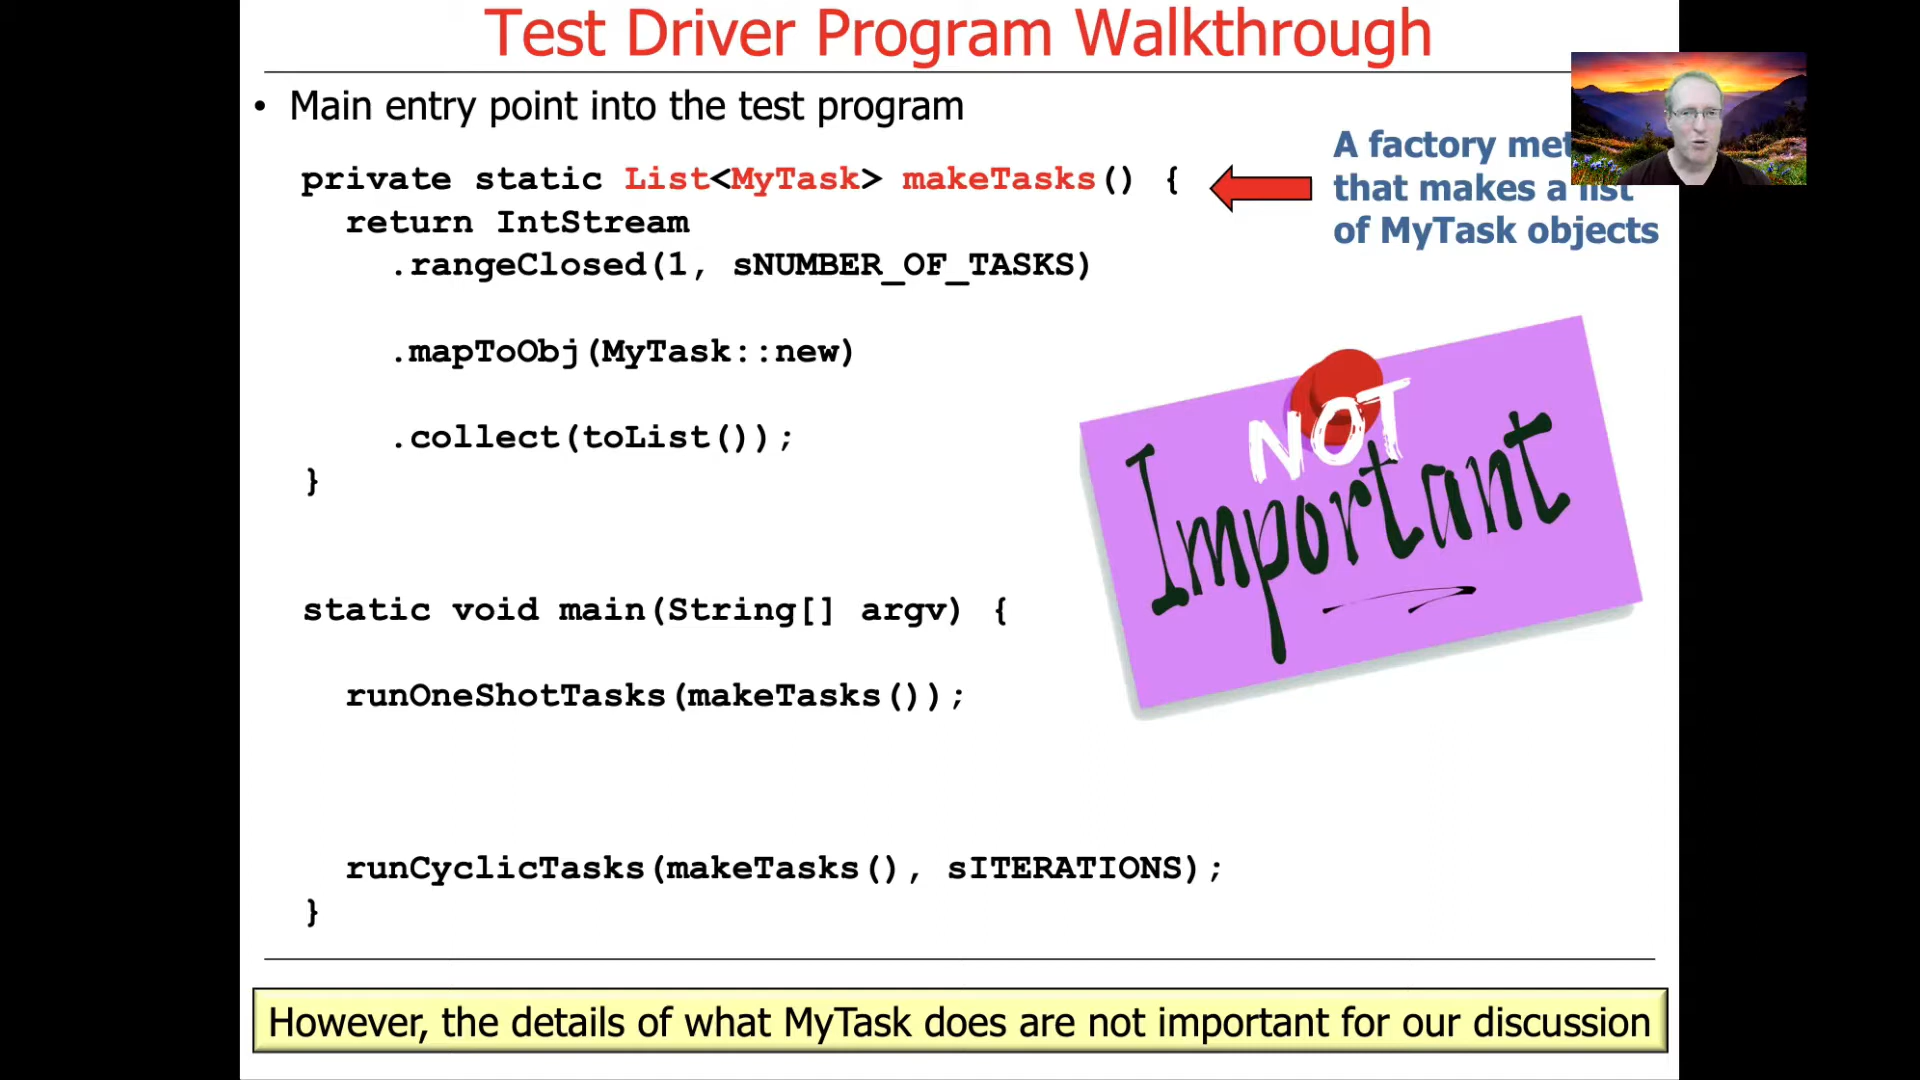 Test Driver Program Walkthrough
• Main entry point into the test program
private static List<MyTask> makeTasks() {
return IntStream
.rangeClosed(1, sNUMBER_OF_TASKS)
.mapToObj(MyTask::new)
.collect(toList());
}
static void main(String[] argv) {
runOneShotTasks(makeTasks());
runCyclicTasks(makeTasks(), sITERATIONS);
}
A factory
that makes a list
of MyTask objects
NOT
Important
However, the details of what MyTask does are not important for our discussion